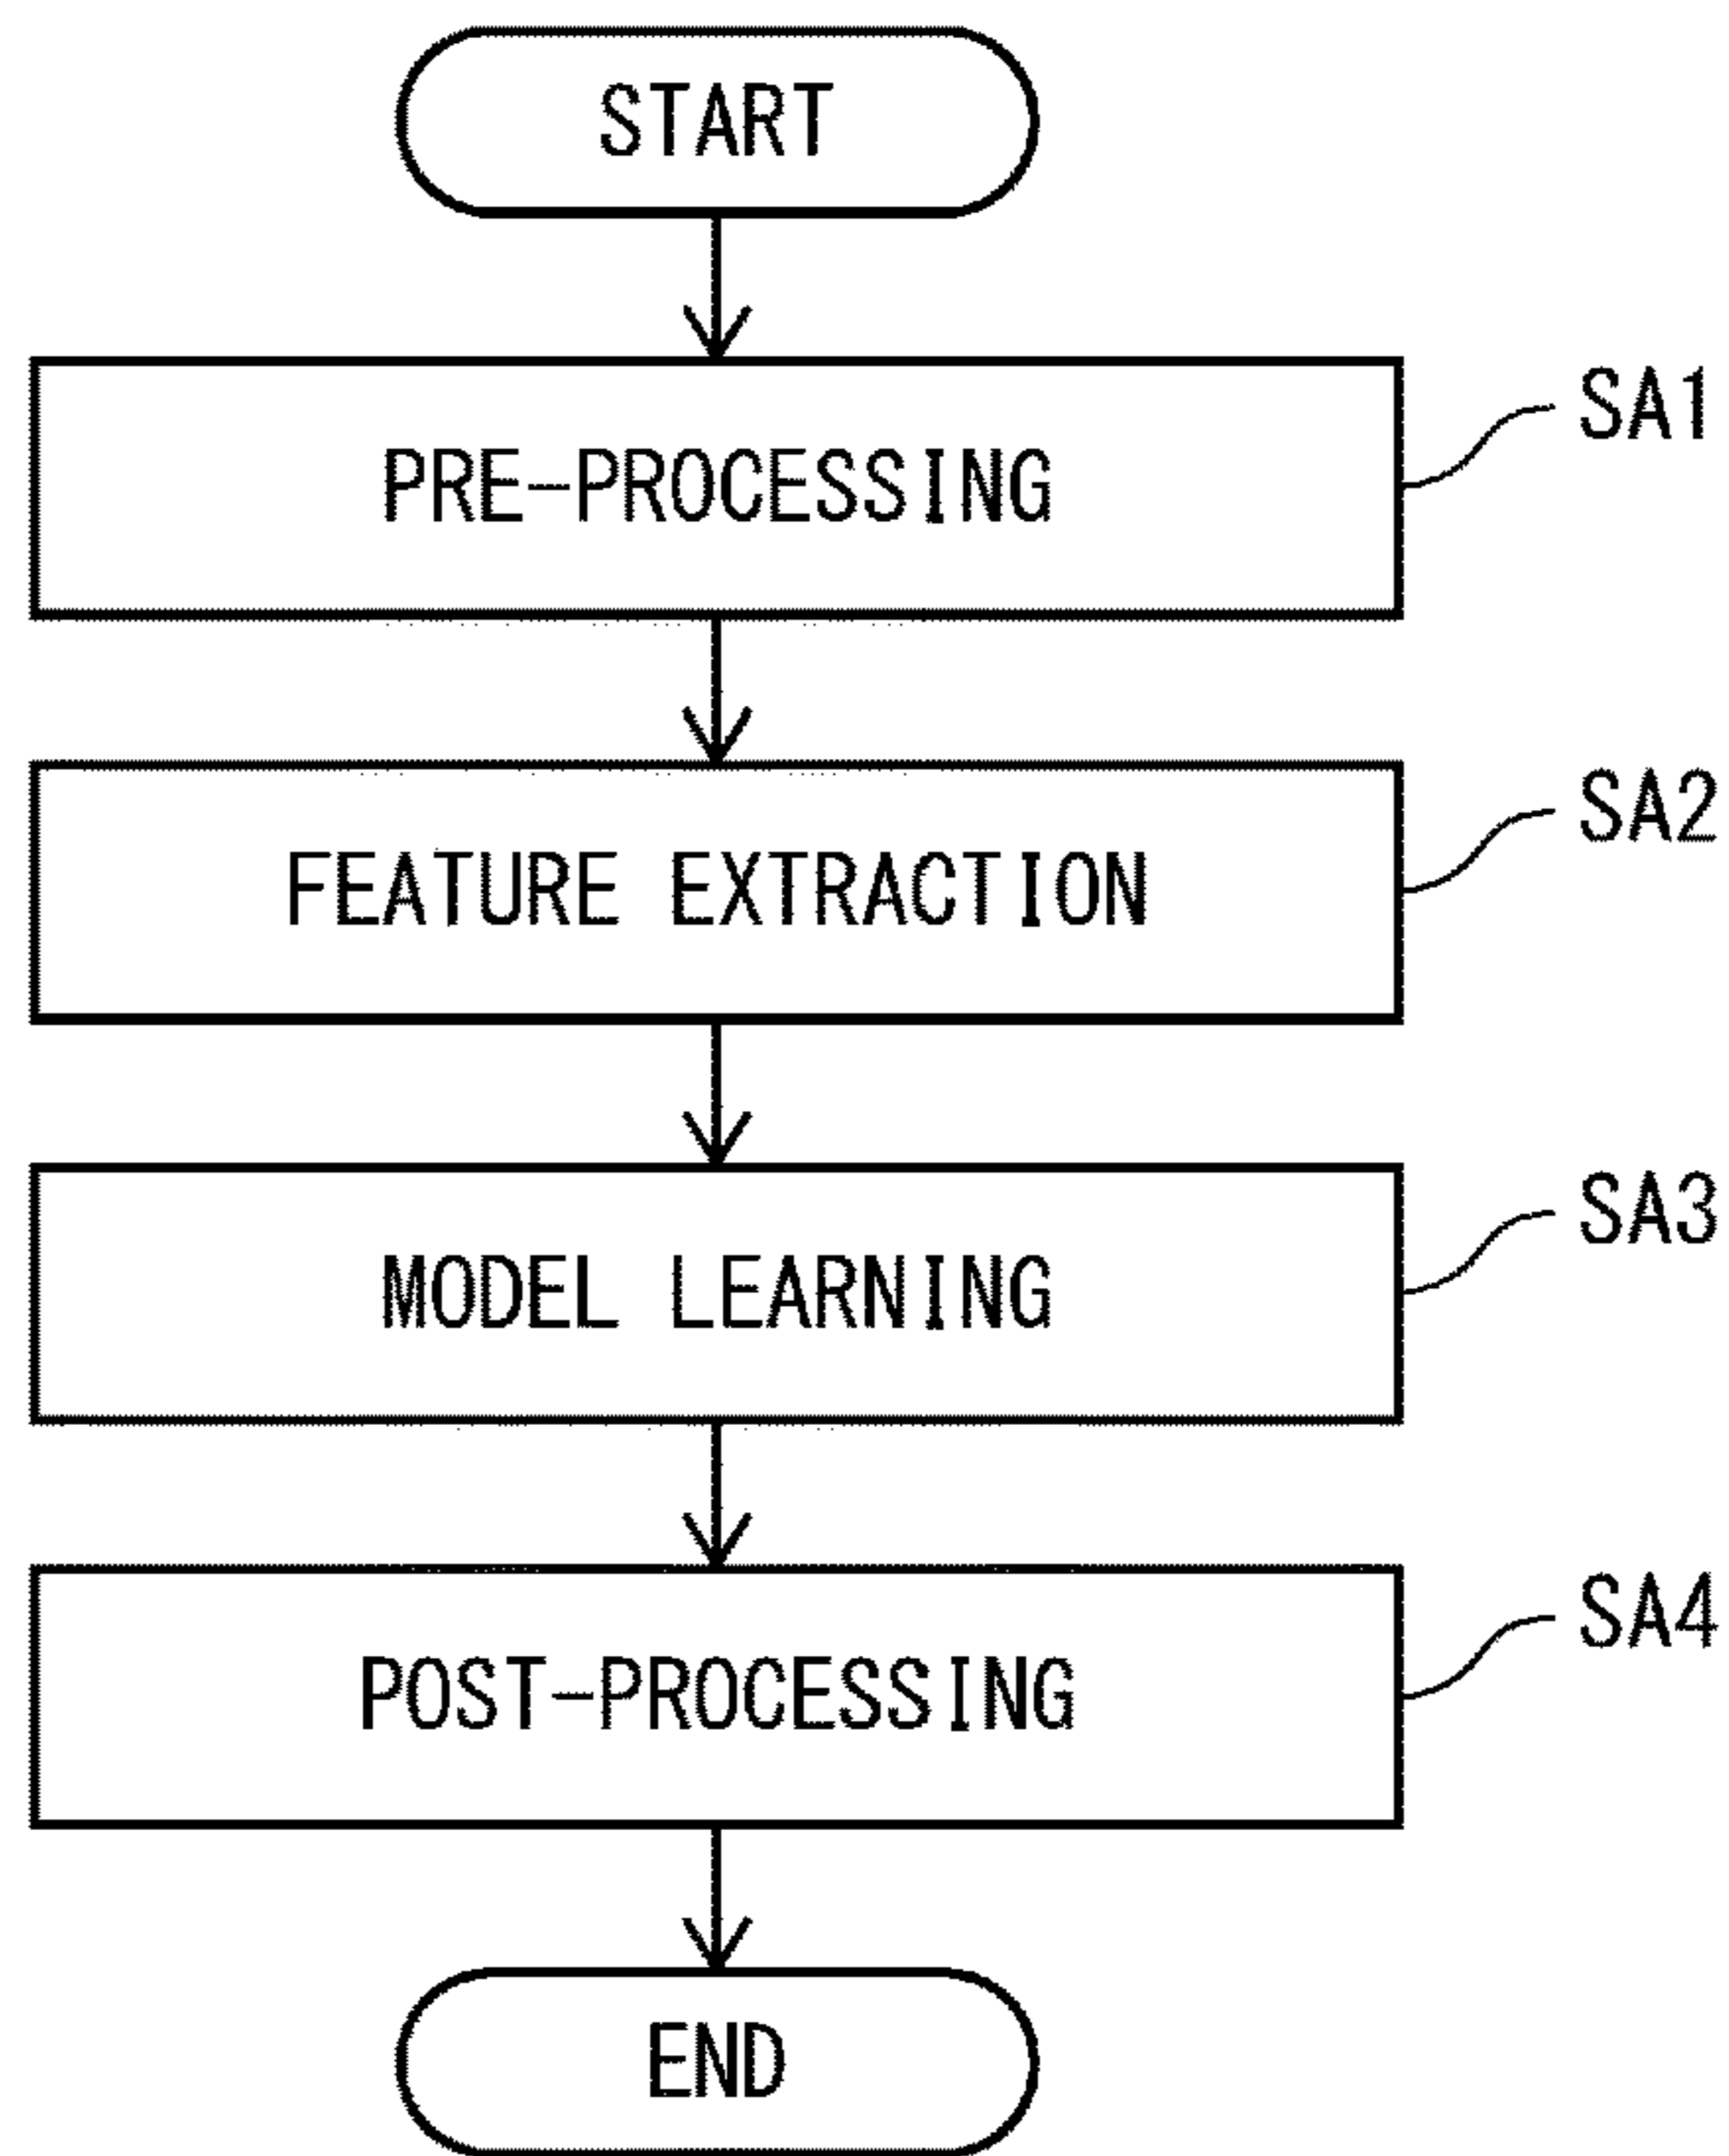 START
PRE-PROCESSING
SA1
FEATURE EXTRACTION
SA2
MODEL LEARNING
SA3
POST-PROCESSING
SA4
END